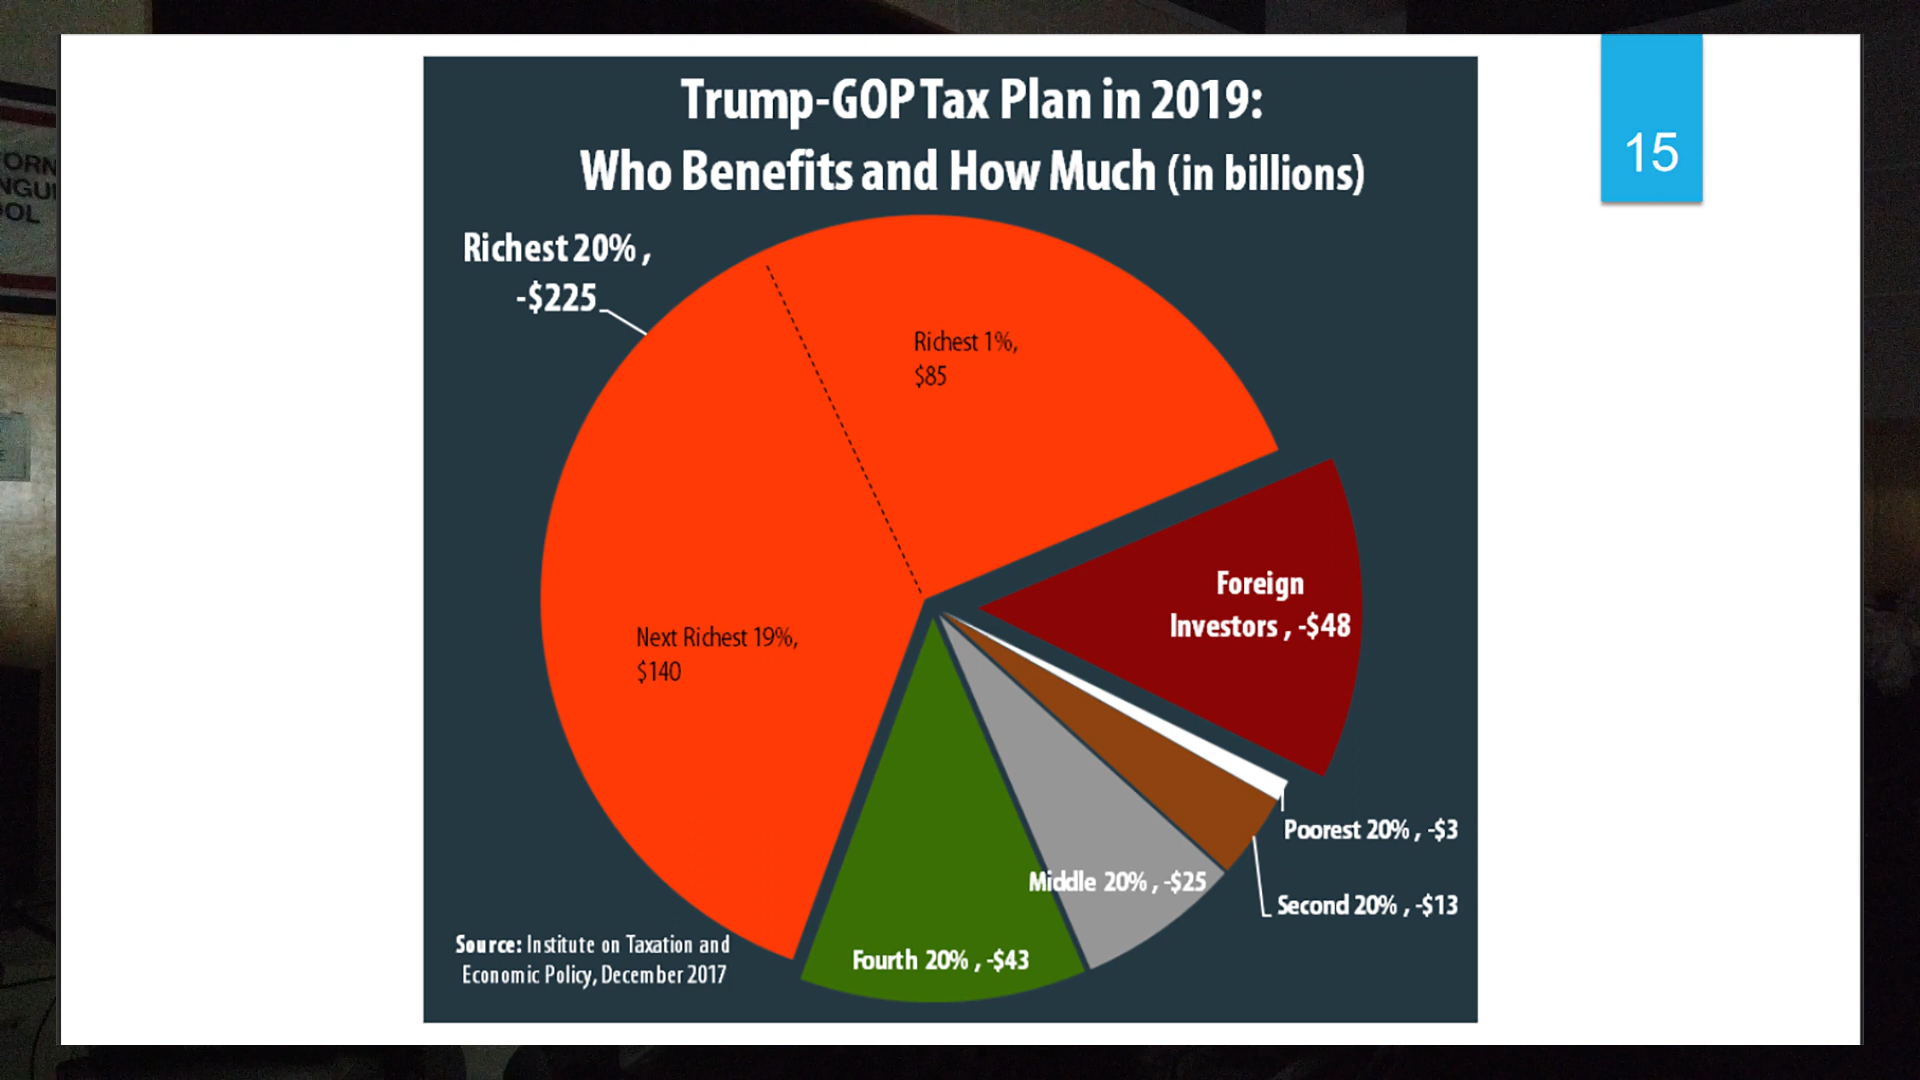 Trump-GOP Tax Plan in 2019:
Who Benefits and How Much (in billions)
15
Richest 20% ,
-$225
Richest 1%,
$85
Foreign
Investors , -$48
Next Richest 19%,
$140
Poorest 20% , -$3
Middle 20% , -$25
Second 20% , -$13
Fourth 20% , -$43
Source: Institute on Taxation and
Economic Policy, December 2017